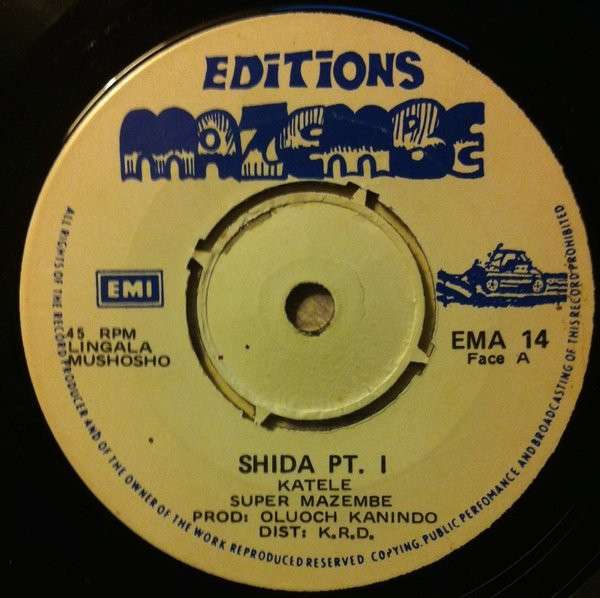 EDITIONS
MAZEMBE
EMI
45 RPM
LINGALA
MUSHOSHO
EMA 14
Face A
SHIDA PT. I
KATELE
SUPER MAZEMBE
PROD: OLUOCH KANINDO
DIST: K.R.D.
ALL RIGHTS OF THE RECORD PRODUCER AND OF THE OWNER OF THE WORK REPRODUCED RESERVED COPYING, PUBLIC PERFOMANCE AND BROADCASTING OF THIS RECORD PROHIBITED